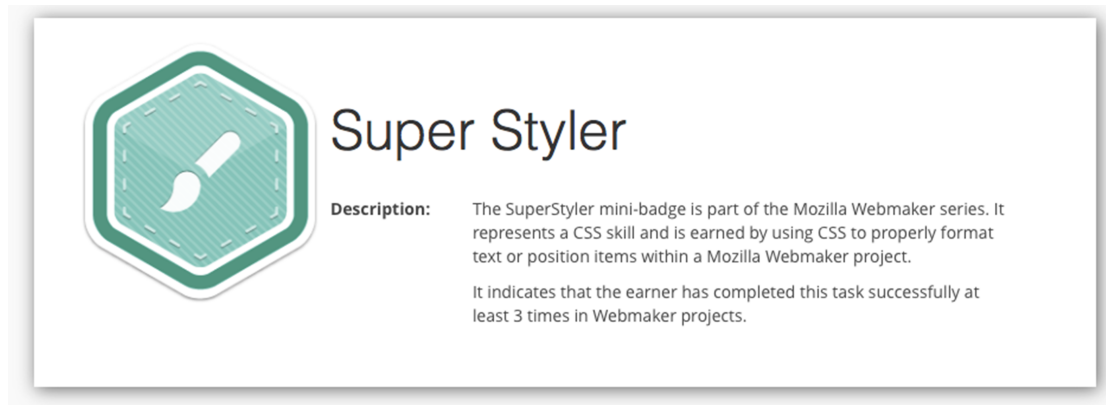 Super Styler
Description:
The SuperStyler mini-badge is part of the Mozilla Webmaker series. It
represents a CSS skill and is earned by using CSS to properly format
text or position items within a Mozilla Webmaker project.
It indicates that the earner has completed this task successfully at
least 3 times in Webmaker projects.